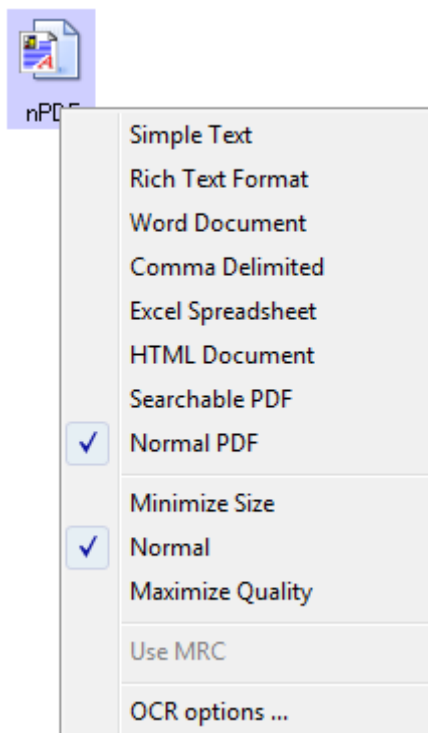 nPDF
Simple Text
Rich Text Format
Word Document
Comma Delimited
Excel Spreadsheet
HTML Document
Searchable PDF
Normal PDF
Minimize Size
Normal
Maximize Quality
Use MRC
OCR options ...